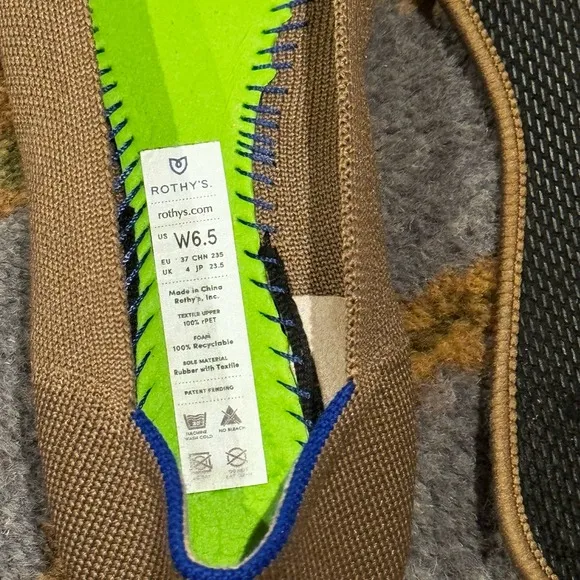 ROTHY'S.
rothys.com
US W6.5
EU 37 CHN 235
UK 4 JP 23.5
Made in China
Rothy's, Inc.
TEXTILE UPPER
100% rPET
FOAM
100% Recyclable
SOLE MATERIAL
Rubber with Textile
PATENT PENDING
MACHINE WASH COLD
NO BLEACH